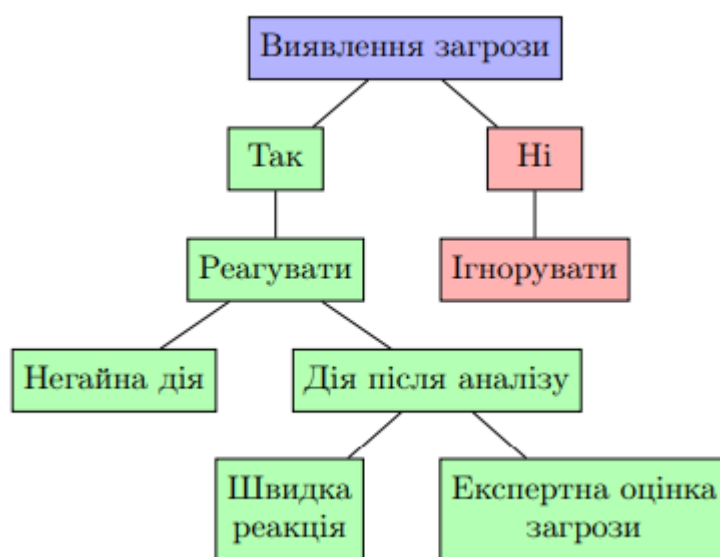 Виявлення загрози
Так
Ні
Реагувати
Ігнорувати
Негайна дія
Дія після аналізу
Швидка
реакція
Експертна оцінка
загрози